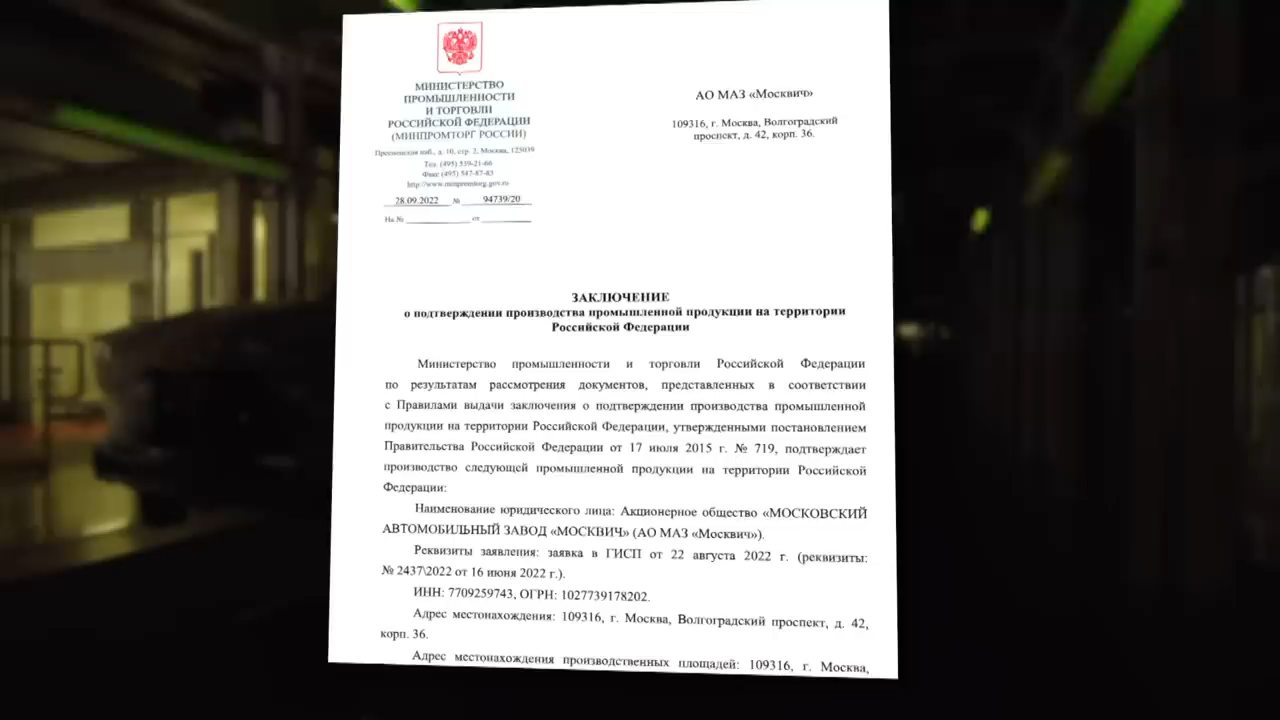 МИНИСТЕРСТВО
ПРОМЫШЛЕННОСТИ
И ТОРГОВЛИ
РОССИЙСКОЙ ФЕДЕРАЦИИ
(МИНПРОМТОРГ РОССИИ)
Пресненская наб., д. 10, стр. 2, Москва, 125039
Тел. (495) 539-21-66
Факс (495) 547-87-83
http://www.minpromtorg.gov.ru
28.09.2022 № 94739/20
На № от
АО МАЗ «Москвич»
109316, г. Москва, Волгоградский
проспект, д. 42, корп. 36.
ЗАКЛЮЧЕНИЕ
о подтверждении производства промышленной продукции на территории
Российской Федерации
Министерство промышленности и торговли Российской Федерации
по результатам рассмотрения документов, представленных в соответствии
с Правилами выдачи заключения о подтверждении производства промышленной
продукции на территории Российской Федерации, утвержденными постановлением
Правительства Российской Федерации от 17 июля 2015 г. № 719, подтверждает
производство следующей промышленной продукции на территории Российской
Федерации:
Наименование юридического лица: Акционерное общество «МОСКОВСКИЙ
АВТОМОБИЛЬНЫЙ ЗАВОД «МОСКВИЧ» (АО МАЗ «Москвич»).
Реквизиты заявления: заявка в ГИСП от 22 августа 2022 г. (реквизиты:
№ 2437\2022 от 16 июня 2022 г.).
ИНН: 7709259743, ОГРН: 1027739178202.
Адрес местонахождения: 109316, г. Москва, Волгоградский проспект, д. 42,
корп. 36.
Адрес местонахождения производственных площадей: 109316, г. Москва,